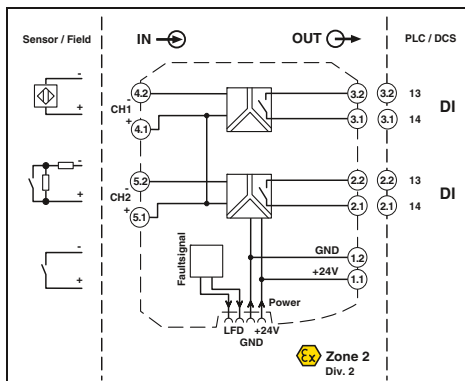 Sensor / Field
IN
OUT
PLC / DCS
-
+
4.2
-
CH1
+
4.1
3.2
3.2
13
3.1
3.1
14
DI
-
+
5.2
-
CH2
+
5.1
2.2
2.2
13
2.1
2.1
14
DI
-
+
Faultsignal
GND
1.2
+24V
1.1
Power
LFD
+24V
GND
Ex
Zone 2
Div. 2